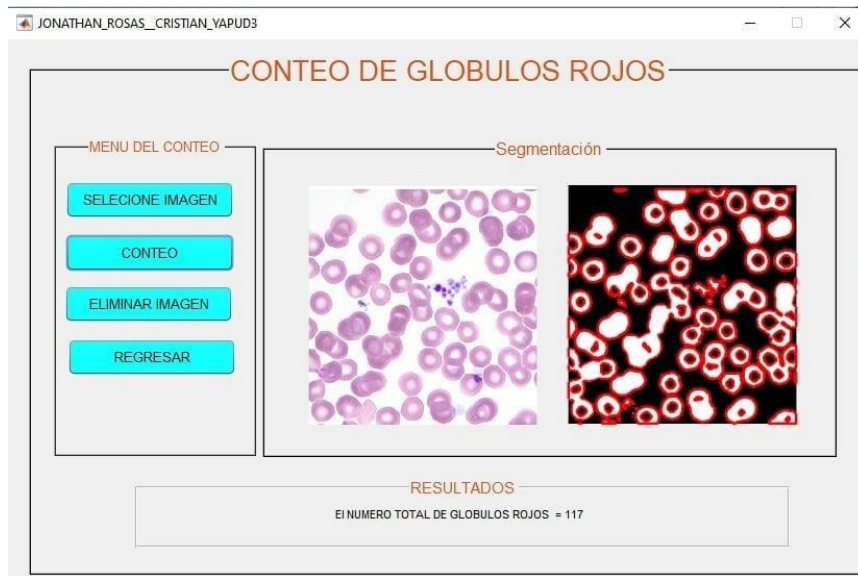 JONATHAN_ROSAS__CRISTIAN_YAPUD3
CONTEO DE GLOBULOS ROJOS
MENU DEL CONTEO
SELECIONE IMAGEN
CONTEO
ELIMINAR IMAGEN
REGRESAR
Segmentación
RESULTADOS
El NUMERO TOTAL DE GLOBULOS ROJOS = 117